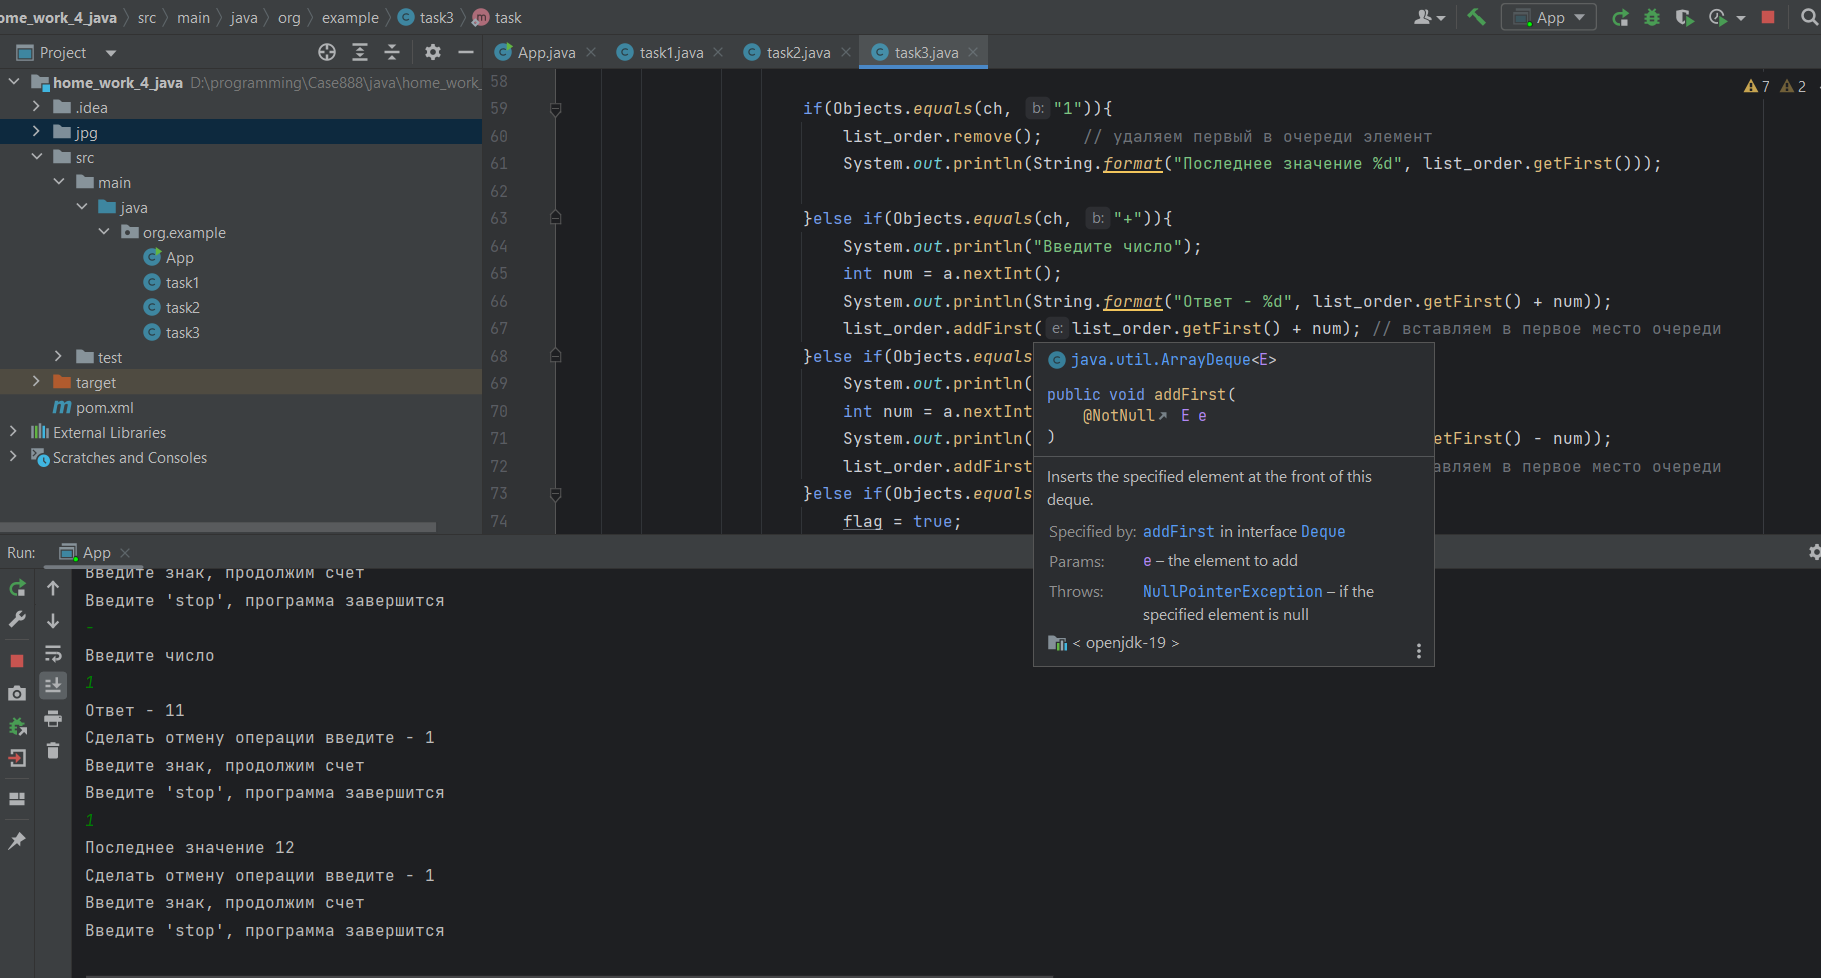 ome_work_4_java src main java org example task3 task
App
Project
App.java task1.java task2.java task3.java
home_work_4_java D:\programming\Case888\java\home_work_
.idea
jpg
src
main
java
org.example
App
task1
task2
task3
test
target
pom.xml
External Libraries
Scratches and Consoles
7 2
58
59 if(Objects.equals(ch, b: "1")){
60 list_order.remove(); // удаляем первый в очереди элемент
61 System.out.println(String.format("Последнее значение %d", list_order.getFirst()));
62
63 }else if(Objects.equals(ch, b: "+")){
64 System.out.println("Введите число");
65 int num = a.nextInt();
66 System.out.println(String.format("Ответ - %d", list_order.getFirst() + num));
67 list_order.addFirst( e: list_order.getFirst() + num); // вставляем в первое место очереди
68 }else if(Objects.equals
69 System.out.println(
70 int num = a.nextInt
71 System.out.println( etFirst() - num));
72 list_order.addFirst тавляем в первое место очереди
73 }else if(Objects.equals
74 flag = true;
java.util.ArrayDeque<E>
public void addFirst(
@NotNull E e
)
Inserts the specified element at the front of this
deque.
Specified by: addFirst in interface Deque
Params: e – the element to add
Throws: NullPointerException – if the
specified element is null
< openjdk-19 >
Run: App
Введите знак, продолжим счет
Введите 'stop', программа завершится
-
Введите число
1
Ответ - 11
Сделать отмену операции введите - 1
Введите знак, продолжим счет
Введите 'stop', программа завершится
1
Последнее значение 12
Сделать отмену операции введите - 1
Введите знак, продолжим счет
Введите 'stop', программа завершится